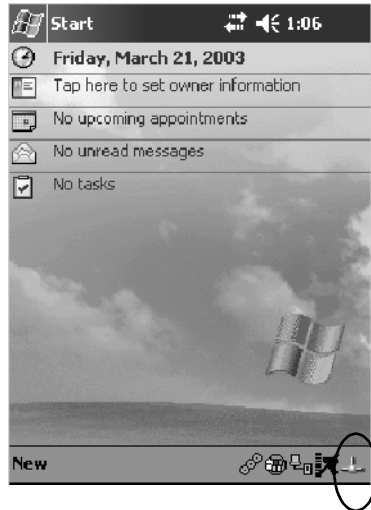 Start 1:06
Friday, March 21, 2003
Tap here to set owner information
No upcoming appointments
No unread messages
No tasks
New